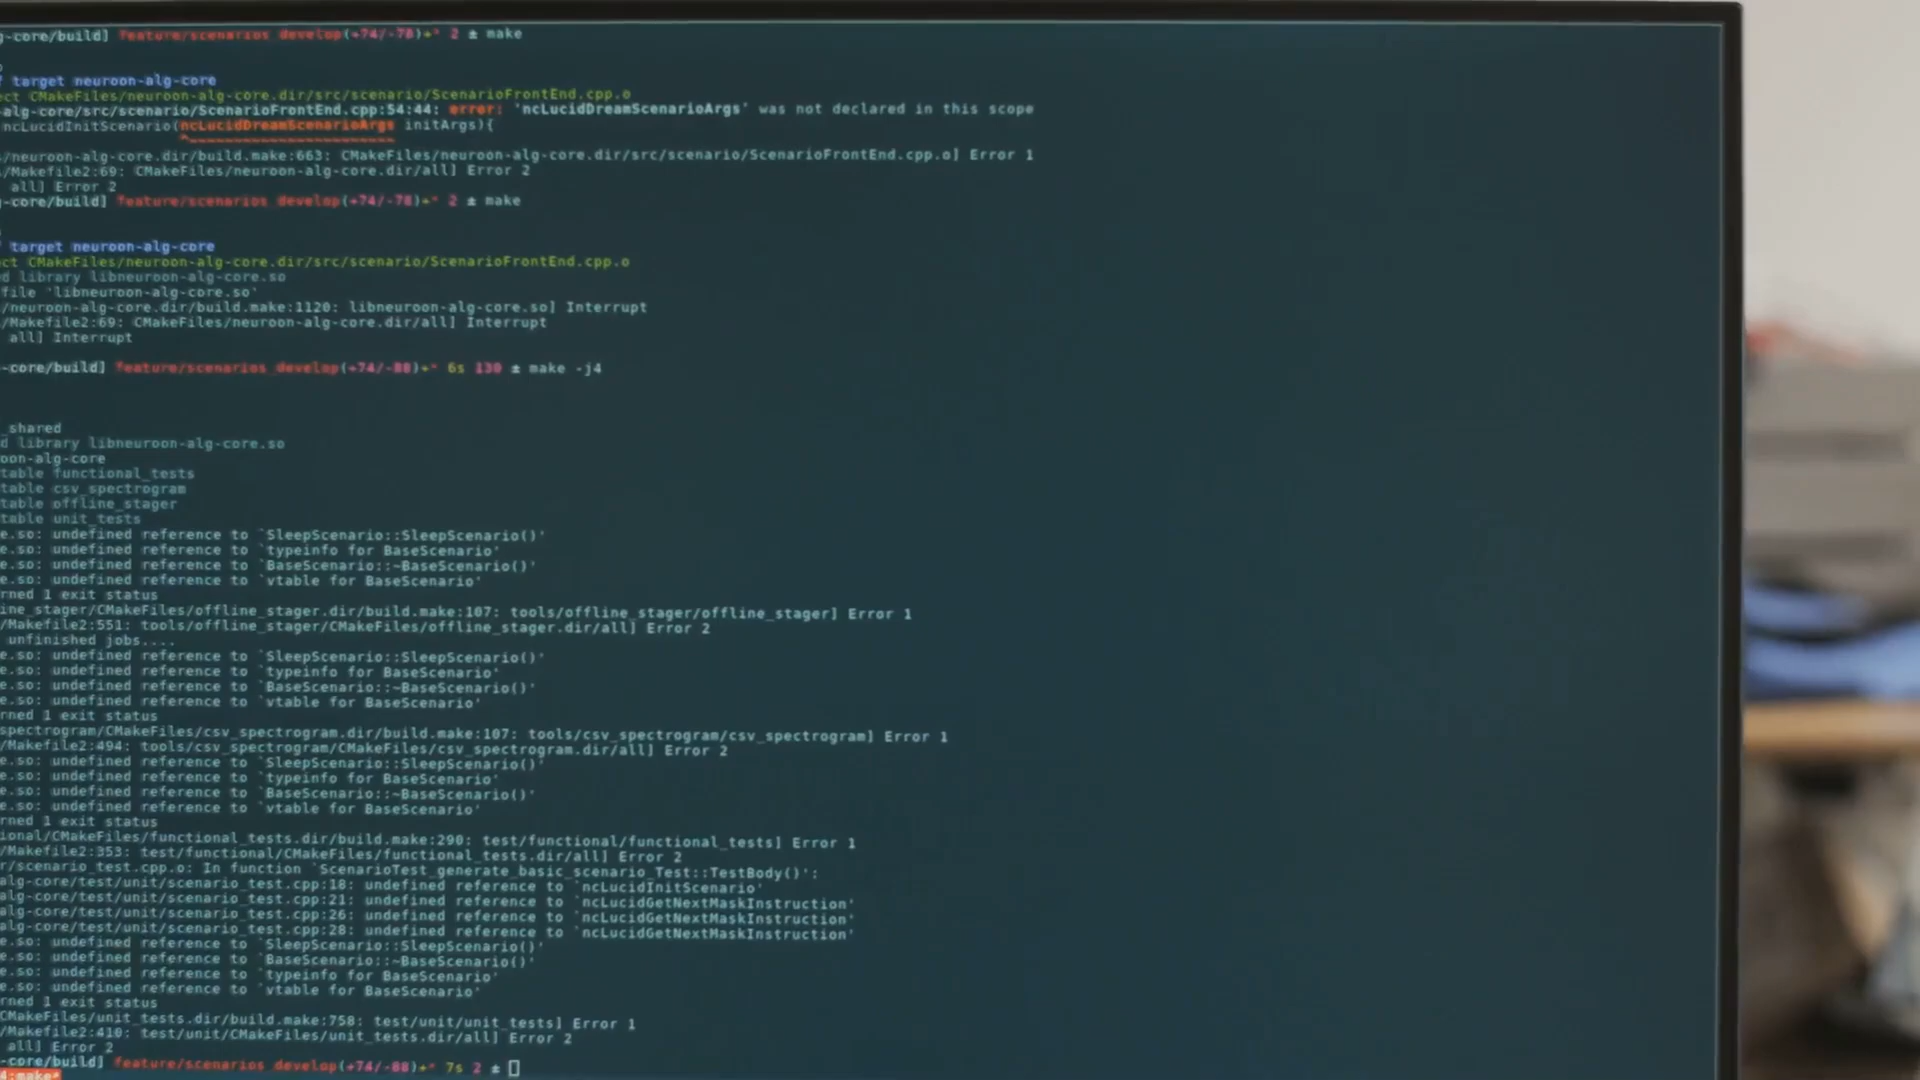 -core/build] feature/scenarios_develop(+74/-78)+* 2 ± make
target neuroon-alg-core
ect CMakeFiles/neuroon-alg-core.dir/src/scenario/ScenarioFrontEnd.cpp.o
-alg-core/src/scenario/ScenarioFrontEnd.cpp:54:44: error: 'ncLucidDreamScenarioArgs' was not declared in this scope
ncLucidInitScenario(ncLucidDreamScenarioArgs initArgs){
/neuroon-alg-core.dir/build.make:663: CMakeFiles/neuroon-alg-core.dir/src/scenario/ScenarioFrontEnd.cpp.o] Error 1
/Makefile2:69: CMakeFiles/neuroon-alg-core.dir/all] Error 2
all] Error 2
-core/build] feature/scenarios_develop(+74/-78)+* 2 ± make
target neuroon-alg-core
ect CMakeFiles/neuroon-alg-core.dir/src/scenario/ScenarioFrontEnd.cpp.o
d library libneuroon-alg-core.so
file 'libneuroon-alg-core.so'
/neuroon-alg-core.dir/build.make:1120: libneuroon-alg-core.so] Interrupt
/Makefile2:69: CMakeFiles/neuroon-alg-core.dir/all] Interrupt
all] Interrupt
-core/build] feature/scenarios_develop(+74/-88)+* 6s 130 ± make -j4
_shared
d library libneuroon-alg-core.so
oon-alg-core
table functional_tests
table csv_spectrogram
table offline_stager
table unit_tests
e.so: undefined reference to `SleepScenario::SleepScenario()'
e.so: undefined reference to `typeinfo for BaseScenario'
e.so: undefined reference to `BaseScenario::~BaseScenario()'
e.so: undefined reference to `vtable for BaseScenario'
rned 1 exit status
ine_stager/CMakeFiles/offline_stager.dir/build.make:107: tools/offline_stager/offline_stager] Error 1
/Makefile2:551: tools/offline_stager/CMakeFiles/offline_stager.dir/all] Error 2
unfinished jobs....
e.so: undefined reference to `SleepScenario::SleepScenario()'
e.so: undefined reference to `typeinfo for BaseScenario'
e.so: undefined reference to `BaseScenario::~BaseScenario()'
e.so: undefined reference to `vtable for BaseScenario'
rned 1 exit status
spectrogram/CMakeFiles/csv_spectrogram.dir/build.make:107: tools/csv_spectrogram/csv_spectrogram] Error 1
/Makefile2:494: tools/csv_spectrogram/CMakeFiles/csv_spectrogram.dir/all] Error 2
e.so: undefined reference to `SleepScenario::SleepScenario()'
e.so: undefined reference to `typeinfo for BaseScenario'
e.so: undefined reference to `BaseScenario::~BaseScenario()'
e.so: undefined reference to `vtable for BaseScenario'
rned 1 exit status
ional/CMakeFiles/functional_tests.dir/build.make:290: test/functional/functional_tests] Error 1
/Makefile2:353: test/functional/CMakeFiles/functional_tests.dir/all] Error 2
r/scenario_test.cpp.o: In function `ScenarioTest_generate_basic_scenario_Test::TestBody()':
alg-core/test/unit/scenario_test.cpp:18: undefined reference to `ncLucidInitScenario'
alg-core/test/unit/scenario_test.cpp:21: undefined reference to `ncLucidGetNextMaskInstruction'
alg-core/test/unit/scenario_test.cpp:26: undefined reference to `ncLucidGetNextMaskInstruction'
alg-core/test/unit/scenario_test.cpp:28: undefined reference to `ncLucidGetNextMaskInstruction'
e.so: undefined reference to `SleepScenario::SleepScenario()'
e.so: undefined reference to `BaseScenario::~BaseScenario()'
e.so: undefined reference to `typeinfo for BaseScenario'
e.so: undefined reference to `vtable for BaseScenario'
rned 1 exit status
CMakeFiles/unit_tests.dir/build.make:758: test/unit/unit_tests] Error 1
/Makefile2:410: test/unit/CMakeFiles/unit_tests.dir/all] Error 2
all] Error 2
-core/build] feature/scenarios_develop(+74/-88)+* 7s 2 ±
4:make*